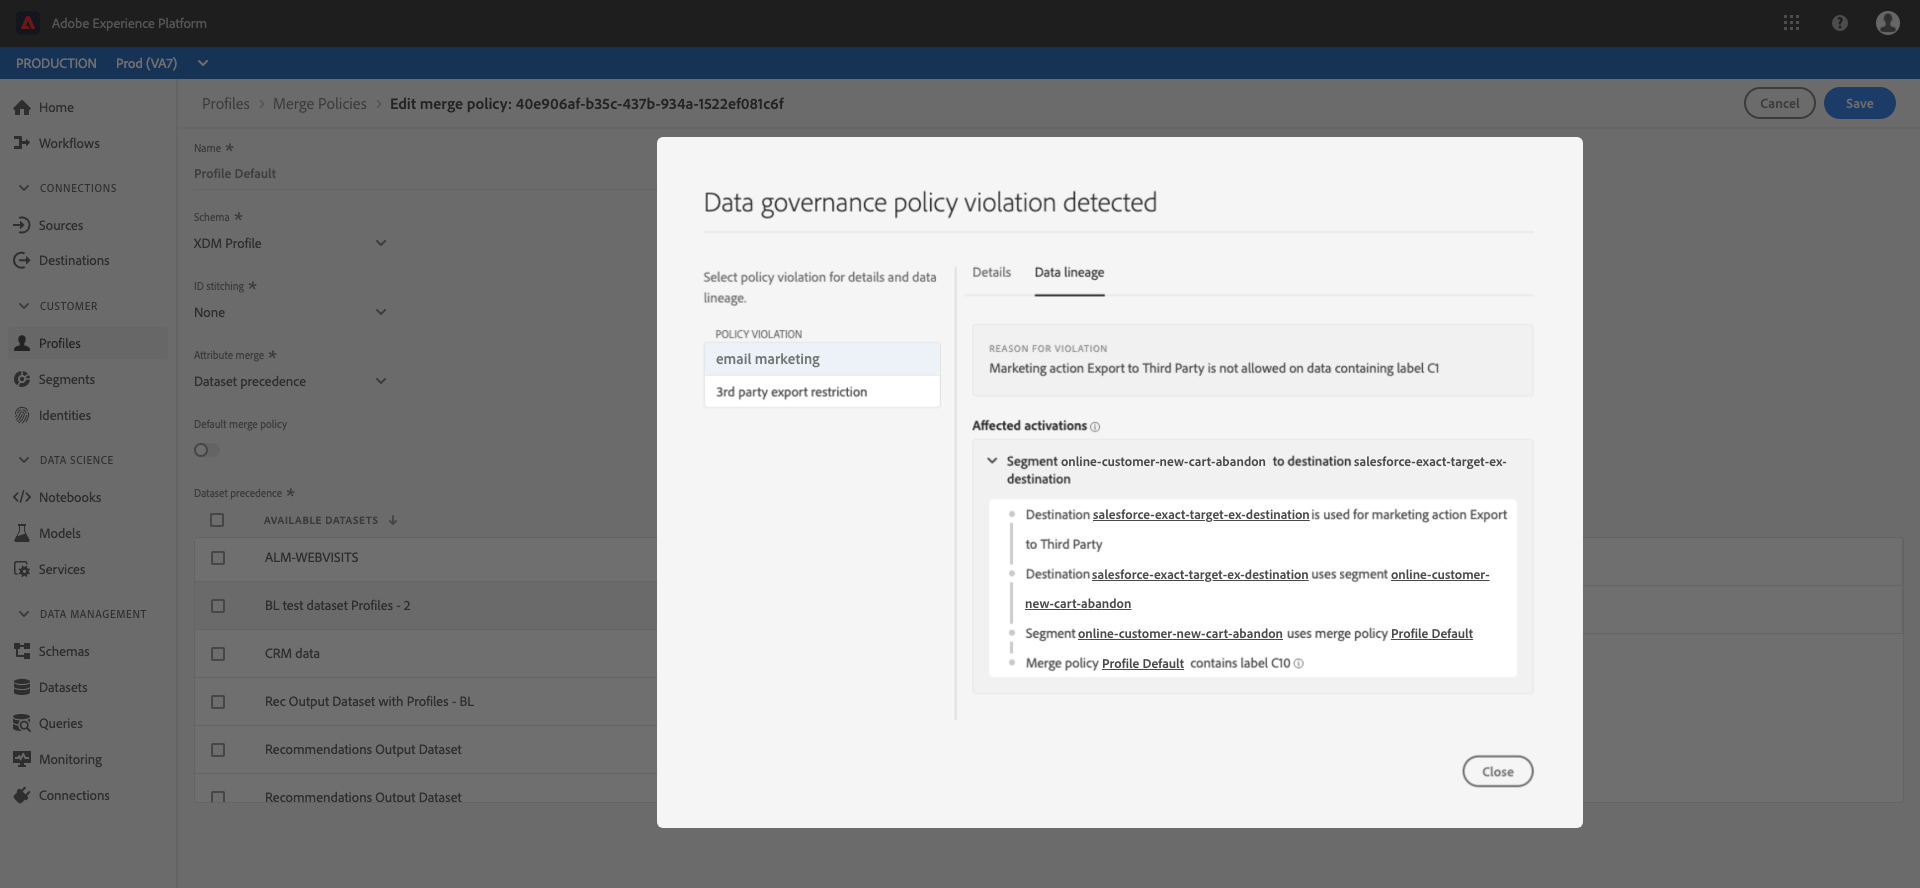 Adobe Experience Platform
PRODUCTION Prod (VA7)
Home
Workflows
CONNECTIONS
Sources
Destinations
CUSTOMER
Profiles
Segments
Identities
DATA SCIENCE
Notebooks
Models
Services
DATA MANAGEMENT
Schemas
Datasets
Queries
Monitoring
Connections
Profiles > Merge Policies > Edit merge policy: 40e906af-b35c-437b-934a-1522ef081c6f
Cancel
Save
Name *
Profile Default
Schema *
XDM Profile
ID stitching *
None
Attribute merge *
Dataset precedence
Default merge policy
Dataset precedence *
AVAILABLE DATASETS ↓
ALM-WEBVISITS
BL test dataset Profiles - 2
CRM data
Rec Output Dataset with Profiles - BL
Recommendations Output Dataset
Recommendations Output Dataset
Data governance policy violation detected
Select policy violation for details and data
lineage.
POLICY VIOLATION
email marketing
3rd party export restriction
Details Data lineage
REASON FOR VIOLATION
Marketing action Export to Third Party is not allowed on data containing label C1
Affected activations
Segment online-customer-new-cart-abandon to destination salesforce-exact-target-ex-
destination
Destination salesforce-exact-target-ex-destination is used for marketing action Export
to Third Party
Destination salesforce-exact-target-ex-destination uses segment online-customer-
new-cart-abandon
Segment online-customer-new-cart-abandon uses merge policy Profile Default
Merge policy Profile Default contains label C10
Close